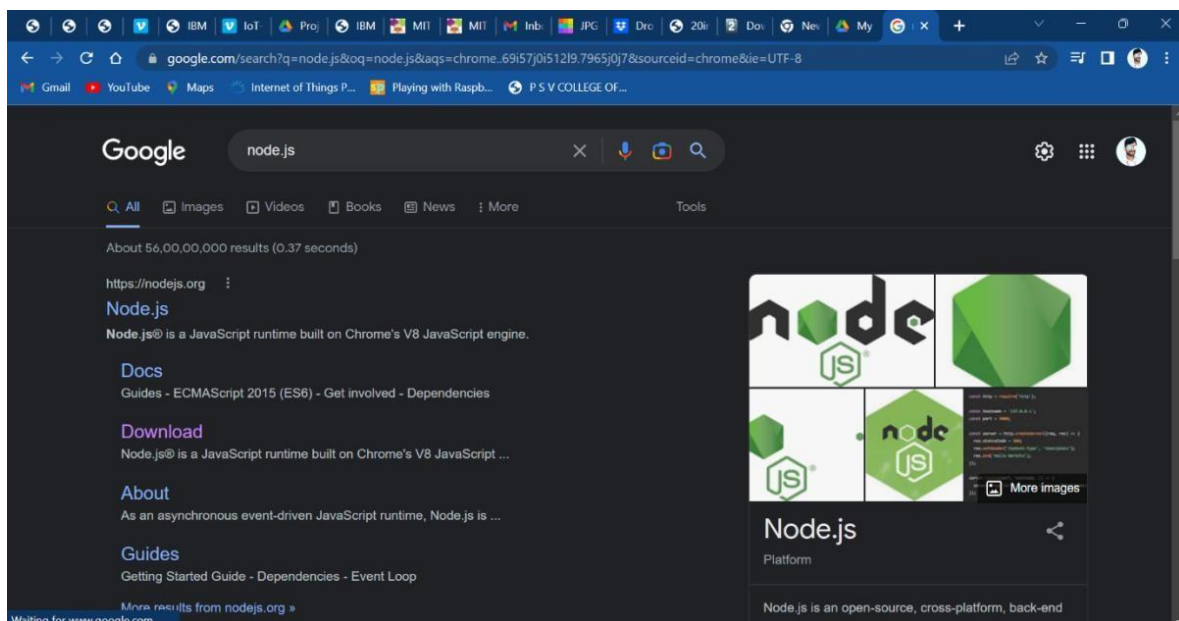 IBM
IoT-
Proj
IBM
MIT
MIT
Inb
JPG
Dro
20in
Dov
Nev
My
google.com/search?q=node.js&oq=node.js&aqs=chrome..69i57j0i512l9.7965j0j7&sourceid=chrome&ie=UTF-8
Gmail YouTube Maps Internet of Things P... Playing with Raspb... P S V COLLEGE OF...
Google node.js
All Images Videos Books News More Tools
About 56,00,00,000 results (0.37 seconds)
https://nodejs.org
Node.js
Node.js® is a JavaScript runtime built on Chrome's V8 JavaScript engine.
Docs
Guides - ECMAScript 2015 (ES6) - Get involved - Dependencies
Download
Node.js® is a JavaScript runtime built on Chrome's V8 JavaScript ...
About
As an asynchronous event-driven JavaScript runtime, Node.js is ...
Guides
Getting Started Guide - Dependencies - Event Loop
More results from nodejs.org »
Waiting for www.google.com
node
JS
JS
node
JS
More images
Node.js
Platform
Node.js is an open-source, cross-platform, back-end